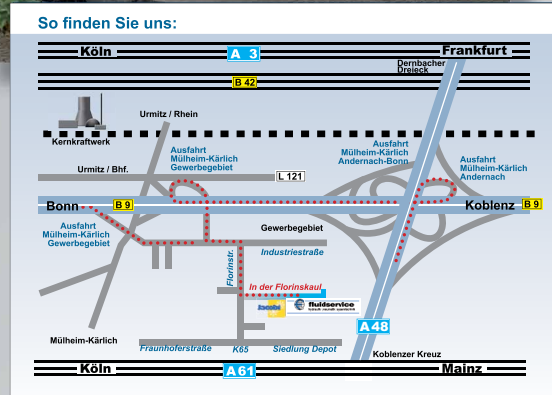 So finden Sie uns:
Köln
A 3
Frankfurt
Dernbacher
Dreieck
B 42
Urmitz / Rhein
Kernkraftwerk
Ausfahrt
Mülheim-Kärlich
Gewerbegebiet
Ausfahrt
Mülheim-Kärlich
Andernach-Bonn
Ausfahrt
Mülheim-Kärlich
Andernach
Urmitz / Bhf.
L 121
Bonn
B 9
Koblenz
B 9
Ausfahrt
Mülheim-Kärlich
Gewerbegebiet
Gewerbegebiet
Industriestraße
Florinstr.
In der Florinskaul
Jacobi
fluidservice
A 48
Mülheim-Kärlich
Fraunhoferstraße
K65
Siedlung Depot
Koblenzer Kreuz
Köln
A 61
Mainz